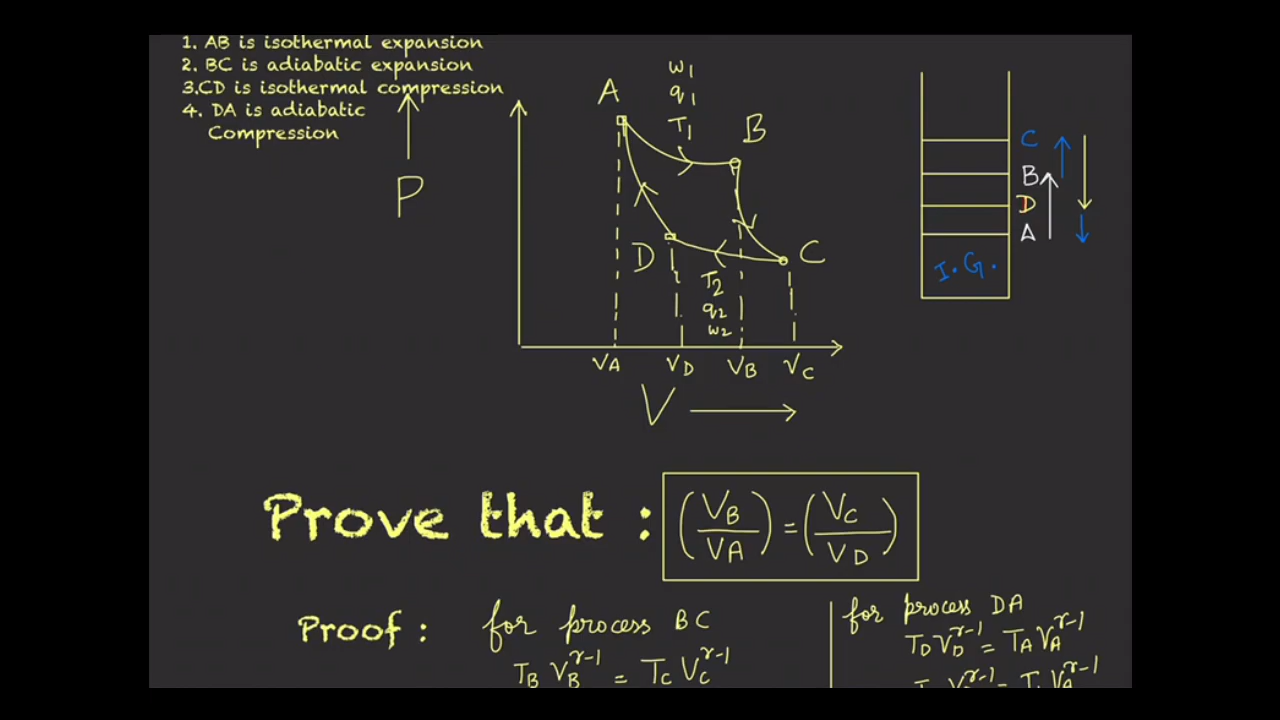 1. AB is isothermal expansion
2. BC is adiabatic expansion
3.CD is isothermal compression
4. DA is adiabatic
Compression
P
A
w1
q1
T1
B
D
C
T2
q2
w2
VA VD VB VC
V
C
B
D
A
I.G.
Prove that : (VB/VA) = (VC/VD)
Proof : for process BC
TB VB^γ-1 = TC VC^γ-1
for process DA
TD VD^γ-1 = TA VA^γ-1